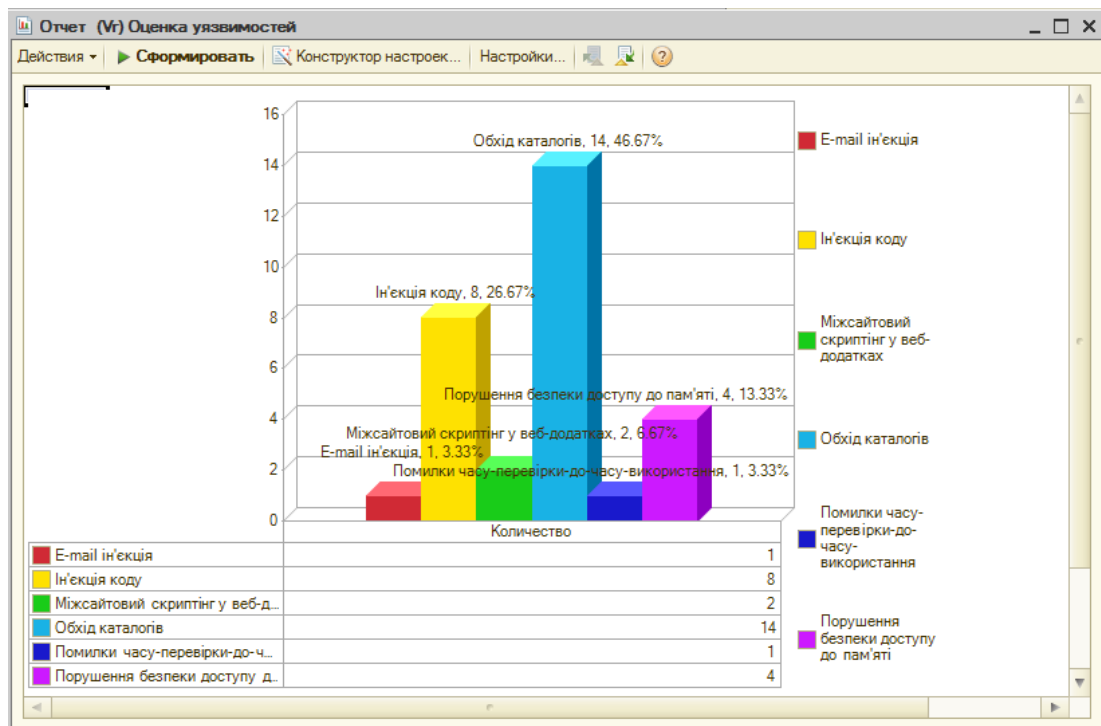 Отчет (Vr) Оценка уязвимостей
Действия Сформировать Конструктор настроек... Настройки...
16
14
12
10
8
6
4
2
0
Обхід каталогів, 14, 46.67%
Ін'єкція коду, 8, 26.67%
Порушення безпеки доступу до пам'яті, 4, 13.33%
Міжсайтовий скриптінг у веб-додатках, 2, 6.67%
E-mail ін'єкція, 1, 3.33%
Помилки часу-перевірки-до-часу-використання, 1, 3.33%
Количество
E-mail ін'єкція
Ін'єкція коду
Міжсайтовий
скриптінг у веб-
додатках
Обхід каталогів
Помилки часу-
перевірки-до-
часу-
використання
Порушення
безпеки доступу
до пам'яті
E-mail ін'єкція 1
Ін'єкція коду 8
Міжсайтовий скриптінг у веб-д... 2
Обхід каталогів 14
Помилки часу-перевірки-до-ч... 1
Порушення безпеки доступу д... 4